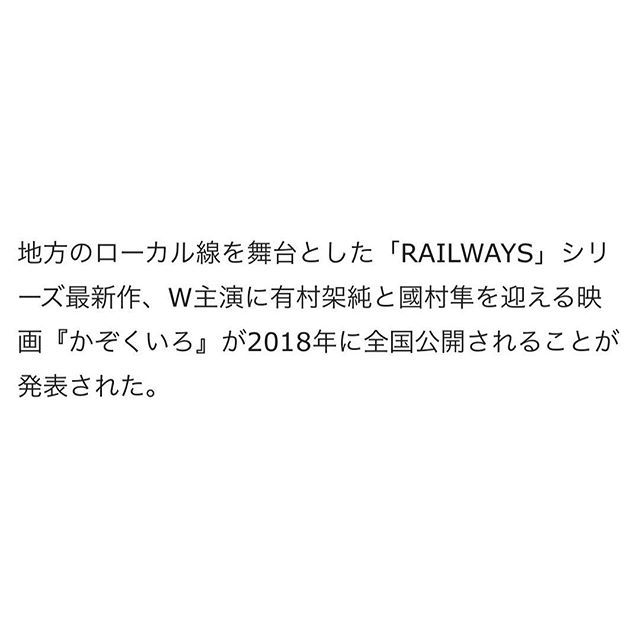 地方のローカル線を舞台とした「RAILWAYS」シリ
ーズ最新作、W主演に有村架純と國村隼を迎える映
画『かぞくいろ』が2018年に全国公開されることが
発表された。